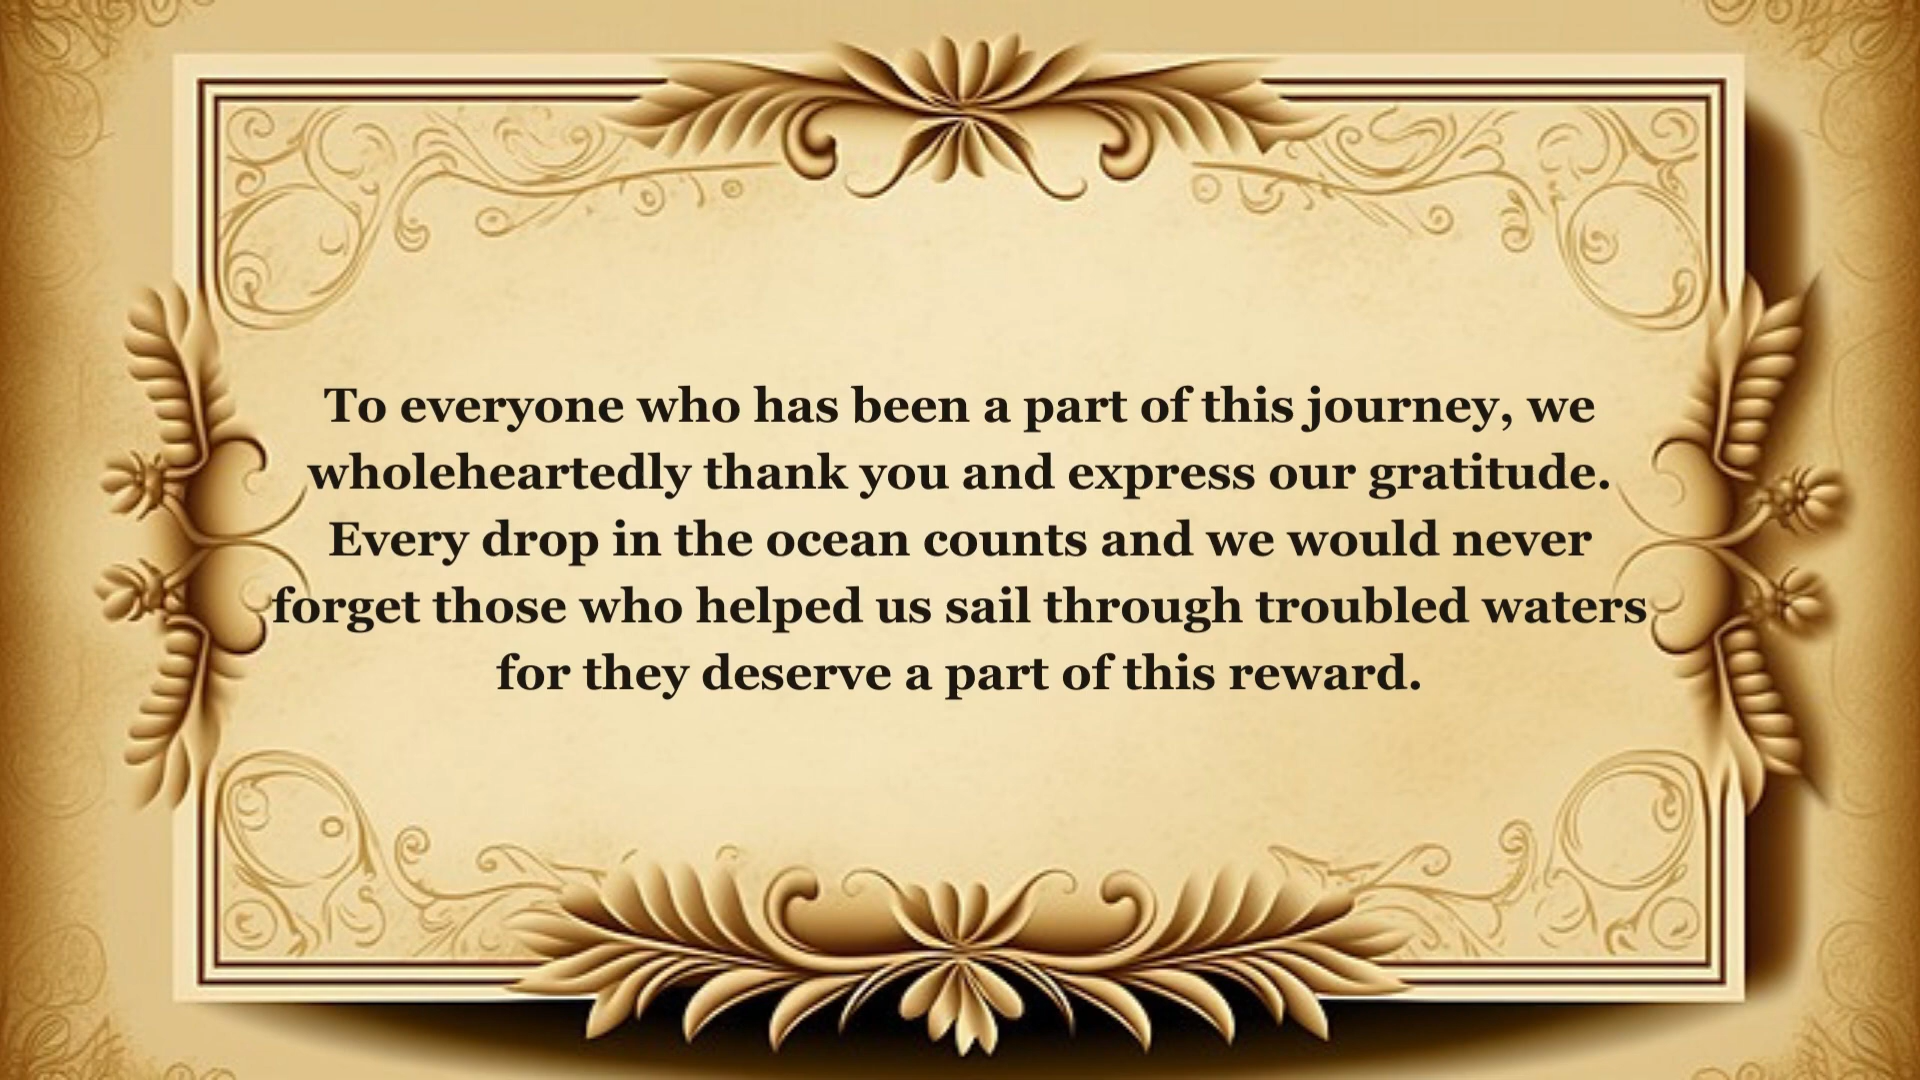 To everyone who has been a part of this journey, we
wholeheartedly thank you and express our gratitude.
Every drop in the ocean counts and we would never
forget those who helped us sail through troubled waters
for they deserve a part of this reward.